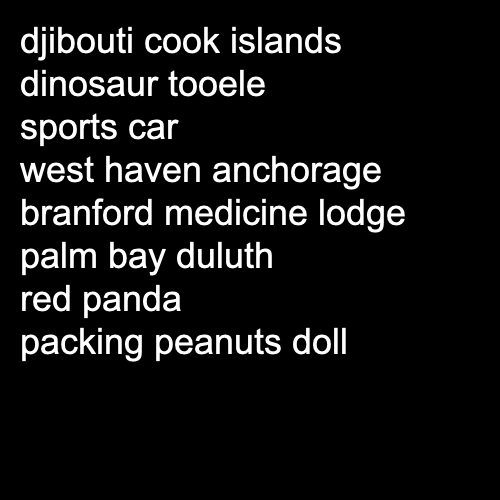 djibouti cook islands
dinosaur tooele
sports car
west haven anchorage
branford medicine lodge
palm bay duluth
red panda
packing peanuts doll